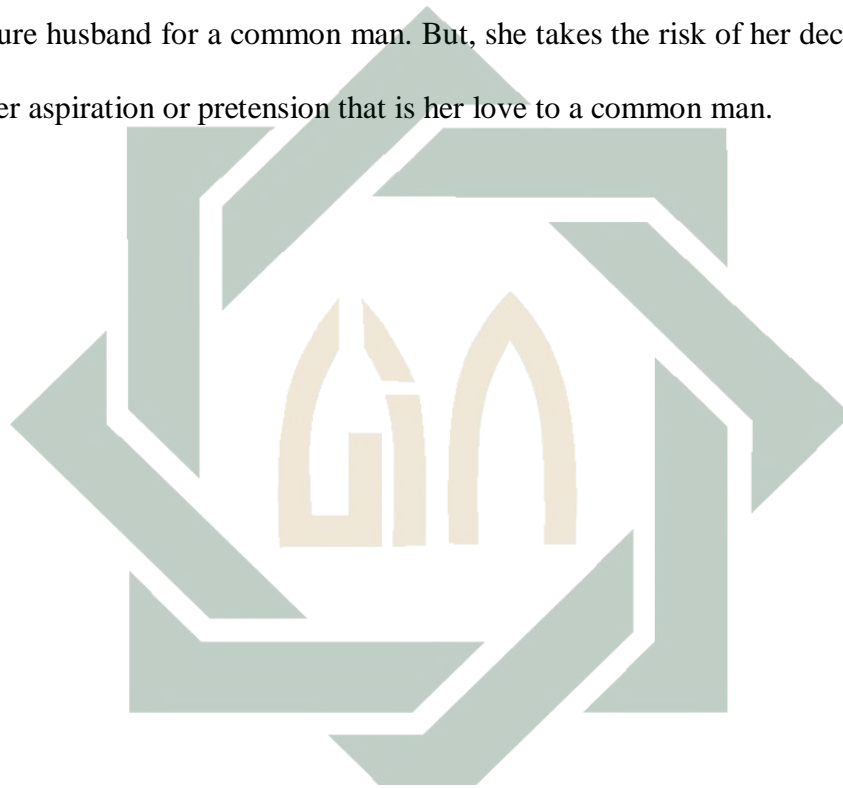 ure husband for a common man. But, she takes the risk of her dec
er aspiration or pretension that is her love to a common man.